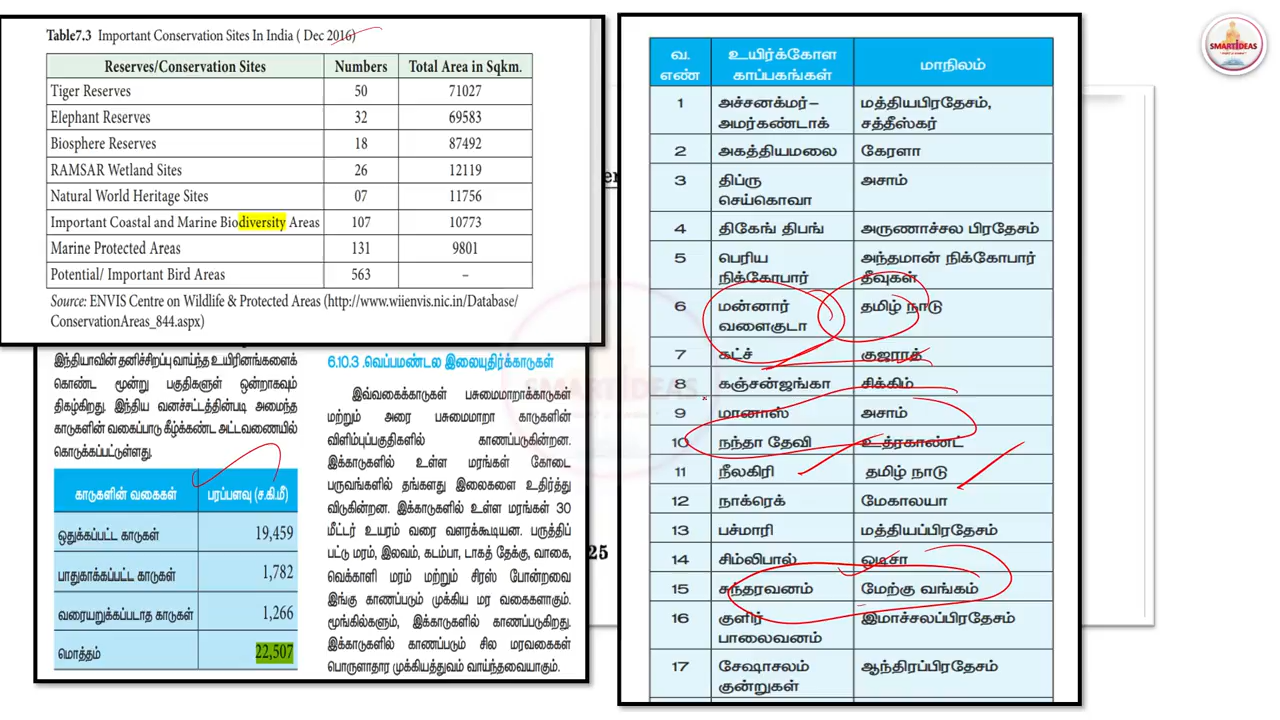 Table7.3 Important Conservation Sites In India ( Dec 2016)
Reserves/Conservation Sites Numbers Total Area in Sqkm.
Tiger Reserves 50 71027
Elephant Reserves 32 69583
Biosphere Reserves 18 87492
RAMSAR Wetland Sites 26 12119
Natural World Heritage Sites 07 11756
Important Coastal and Marine Biodiversity Areas 107 10773
Marine Protected Areas 131 9801
Potential/ Important Bird Areas 563 –
Source: ENVIS Centre on Wildlife & Protected Areas (http://www.wiienvis.nic.in/Database/
ConservationAreas_844.aspx)
இந்தியாவின் தனிச்சிறப்பு வாய்ந்த உயிரினங்களைக்
கொண்ட மூன்று பகுதிகளுள் ஒன்றாகவும்
திகழ்கிறது. இந்திய வனச்சட்டத்தின்படி அமைந்த
காடுகளின் வகைப்பாடு கீழ்க்கண்ட அட்டவணையில்
கொடுக்கப்பட்டுள்ளது.
காடுகளின் வகைகள் பரப்பளவு (ச.கி.மீ)
ஒதுக்கப்பட்ட காடுகள் 19,459
பாதுகாக்கப்பட்ட காடுகள் 1,782
வரையறுக்கப்படாத காடுகள் 1,266
மொத்தம் 22,507
6.10.3 .வெப்பமண்டல இலையுதிர்க்காடுகள்
இவ்வகைக்காடுகள் பசுமைமாறாக்காடுகள்
மற்றும் அரை பசுமைமாறா காடுகளின்
விளிம்புப்பகுதிகளில் காணப்படுகின்றன.
இக்காடுகளில் உள்ள மரங்கள் கோடை
பருவங்களில் தங்களது இலைகளை உதிர்த்து
விடுகின்றன. இக்காடுகளில் உள்ள மரங்கள் 30
மீட்டர் உயரம் வரை வளரக்கூடியன. பருத்திப்
பட்டு மரம், இலவம், கடம்பா, டாகத் தேக்கு, வாகை,
வெக்காளி மரம் மற்றும் சிரஸ் போன்றவை
இங்கு காணப்படும் முக்கிய மர வகைகளாகும்.
மூங்கில்களும், இக்காடுகளில் காணப்படுகிறது.
இக்காடுகளில் காணப்படும் சில மரவகைகள்
பொருளாதார முக்கியத்துவம் வாய்ந்தவையாகும்.
வ. எண் உயிர்க்கோள காப்பகங்கள் மாநிலம்
1 அச்சனக்மர்– மத்தியபிரதேசம்,
அமர்கண்டாக் சத்தீஸ்கர்
2 அகத்தியமலை கேரளா
3 திப்ரு அசாம்
செய்கொவா
4 திகேங் திபங் அருணாச்சல பிரதேசம்
5 பெரிய அந்தமான் நிக்கோபார்
நிக்கோபார் தீவுகள்
6 மன்னார் தமிழ் நாடு
வளைகுடா
7 கட்ச் குஜராத்
8 கஞ்சன்ஜங்கா சிக்கிம்
9 மானாஸ் அசாம்
10 நந்தா தேவி உத்ரகாண்ட்
11 நீலகிரி தமிழ் நாடு
12 நாக்ரெக் மேகாலயா
13 பச்மாரி மத்தியப்பிரதேசம்
14 சிம்லிபால் ஒடிசா
15 சுந்தரவனம் மேற்கு வங்கம்
16 குளிர் இமாச்சலப்பிரதேசம்
பாலைவனம்
17 சேஷாசலம் ஆந்திரப்பிரதேசம்
குன்றுகள்
25
SMARTIDEAS
SMARTIDEAS